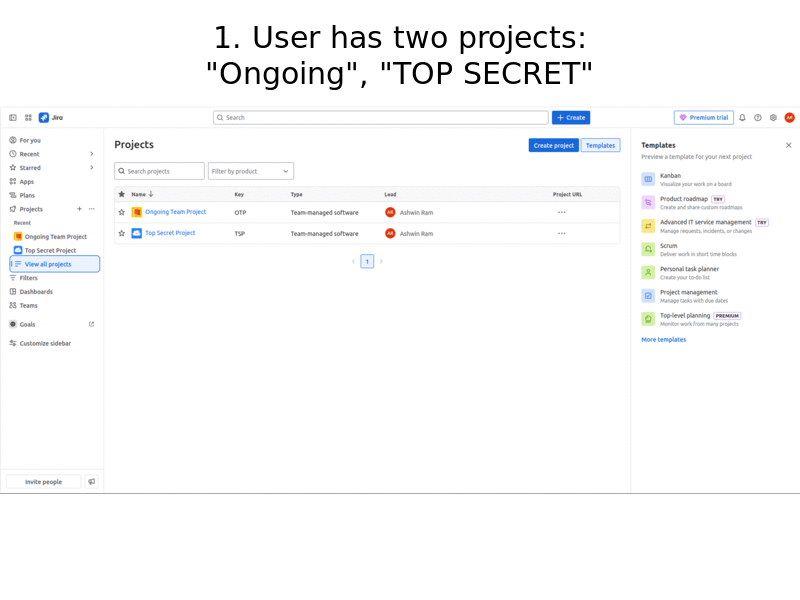 1. User has two projects:
"Ongoing", "TOP SECRET"
Jira
Search
+ Create
Premium trial
AR
For you
Recent
Starred
Apps
Plans
Projects
Recent
Ongoing Team Project
Top Secret Project
View all projects
Filters
Dashboards
Teams
Goals
Customize sidebar
Invite people
Projects
Create project
Templates
Search projects
Filter by product
Name Key Type Lead Project URL
Ongoing Team Project OTP Team-managed software AR Ashwin Ram
Top Secret Project TSP Team-managed software AR Ashwin Ram
1
Templates
Preview a template for your next project
Kanban
Visualize your work on a board
Product roadmap TRY
Create and share custom roadmaps
Advanced IT service management TRY
Manage requests, incidents, or changes
Scrum
Deliver work in short time blocks
Personal task planner
Create your to-do list
Project management
Manage tasks with due dates
Top-level planning PREMIUM
Monitor work from many projects
More templates